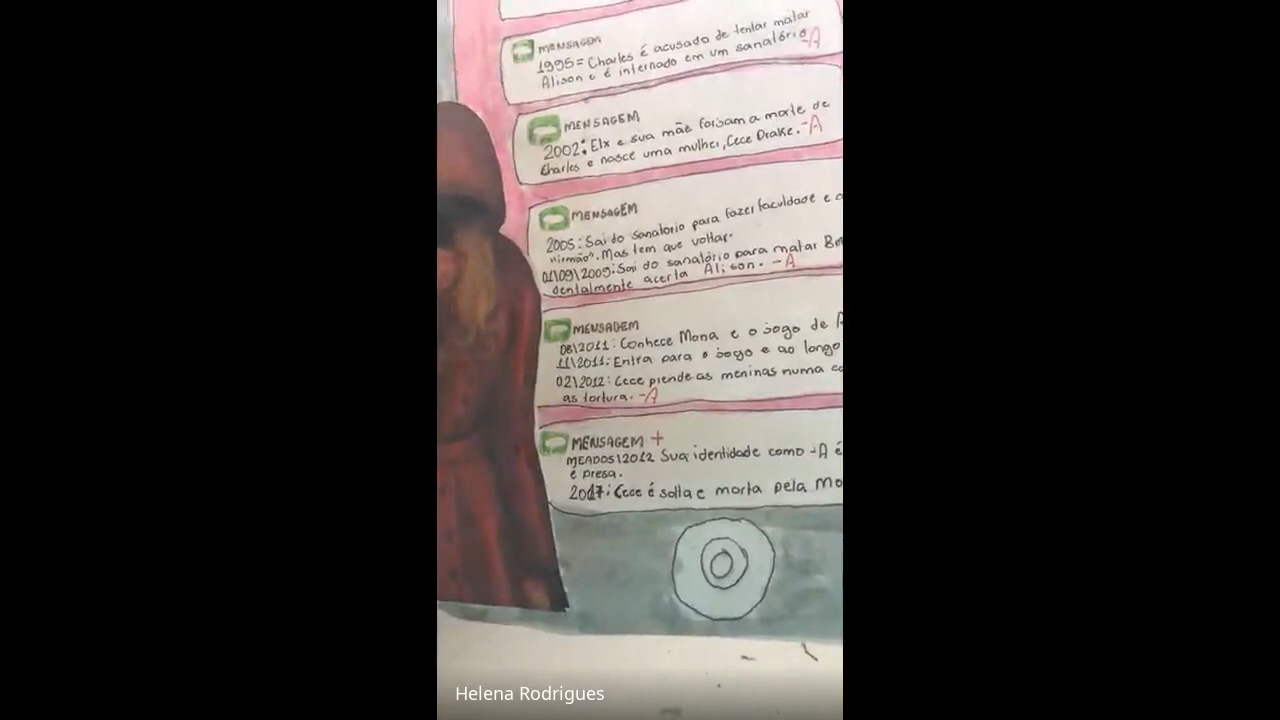 MENSAGEM
1995= Charles é acusado de tentar matar
Alison e é internado em um sanatório -A
MENSAGEM
2002: Elx e sua mãe forjam a morte de
Charles e nasce uma mulher, Cece Drake. -A
MENSAGEM
2005: Sai do sanatório para fazer faculdade e
"irmão". Mas tem que voltar.
01\09\2009: Sai do sanatório para matar
dentalmente acerta Alison. -A
MENSAGEM
08\2011: Conhece Mona e o jogo de A
11\2011: Entra para o jogo e ao longo
02\2012: Cece prende as meninas numa
as tortura. -A
MENSAGEM +
MEADOS\2012 Sua identidade como -A é
é presa.
2017: Cece é solta e morta pela
Helena Rodrigues